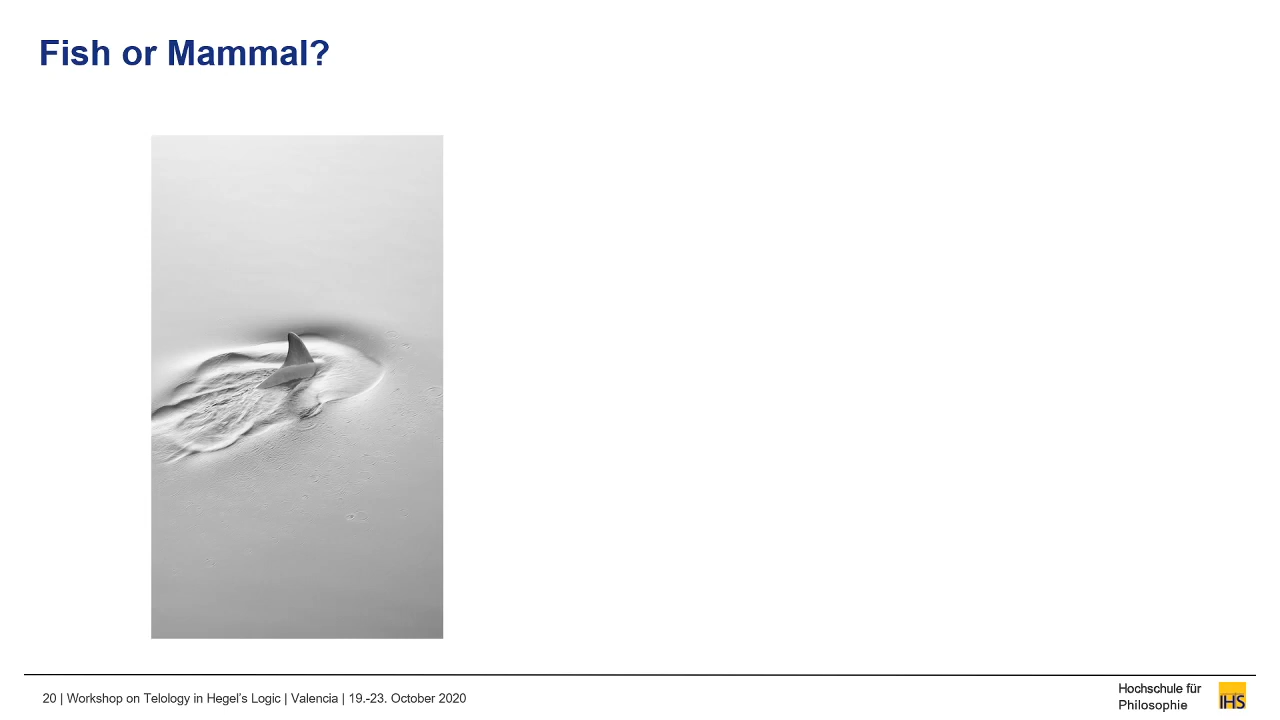 Fish or Mammal?
20 | Workshop on Telology in Hegel's Logic | Valencia | 19.-23. October 2020
Hochschule für
Philosophie
IHS